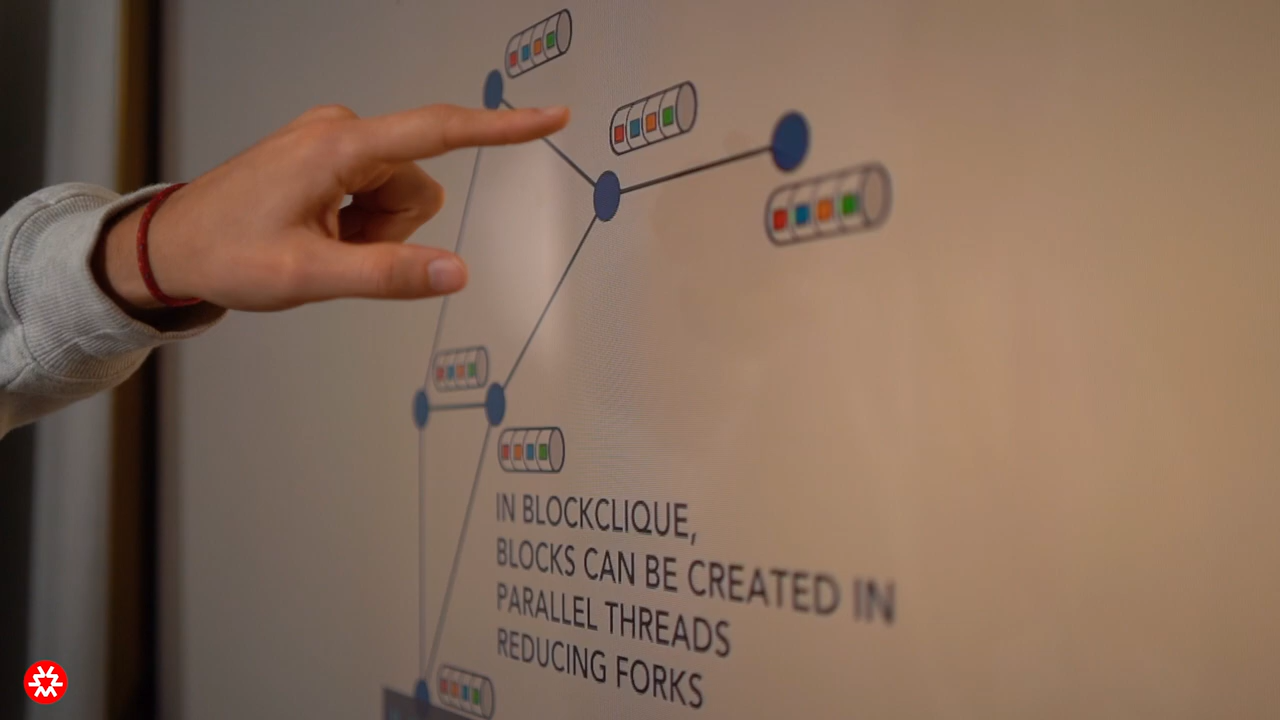 IN BLOCKCLIQUE,
BLOCKS CAN BE CREATED IN
PARALLEL THREADS
REDUCING FORKS